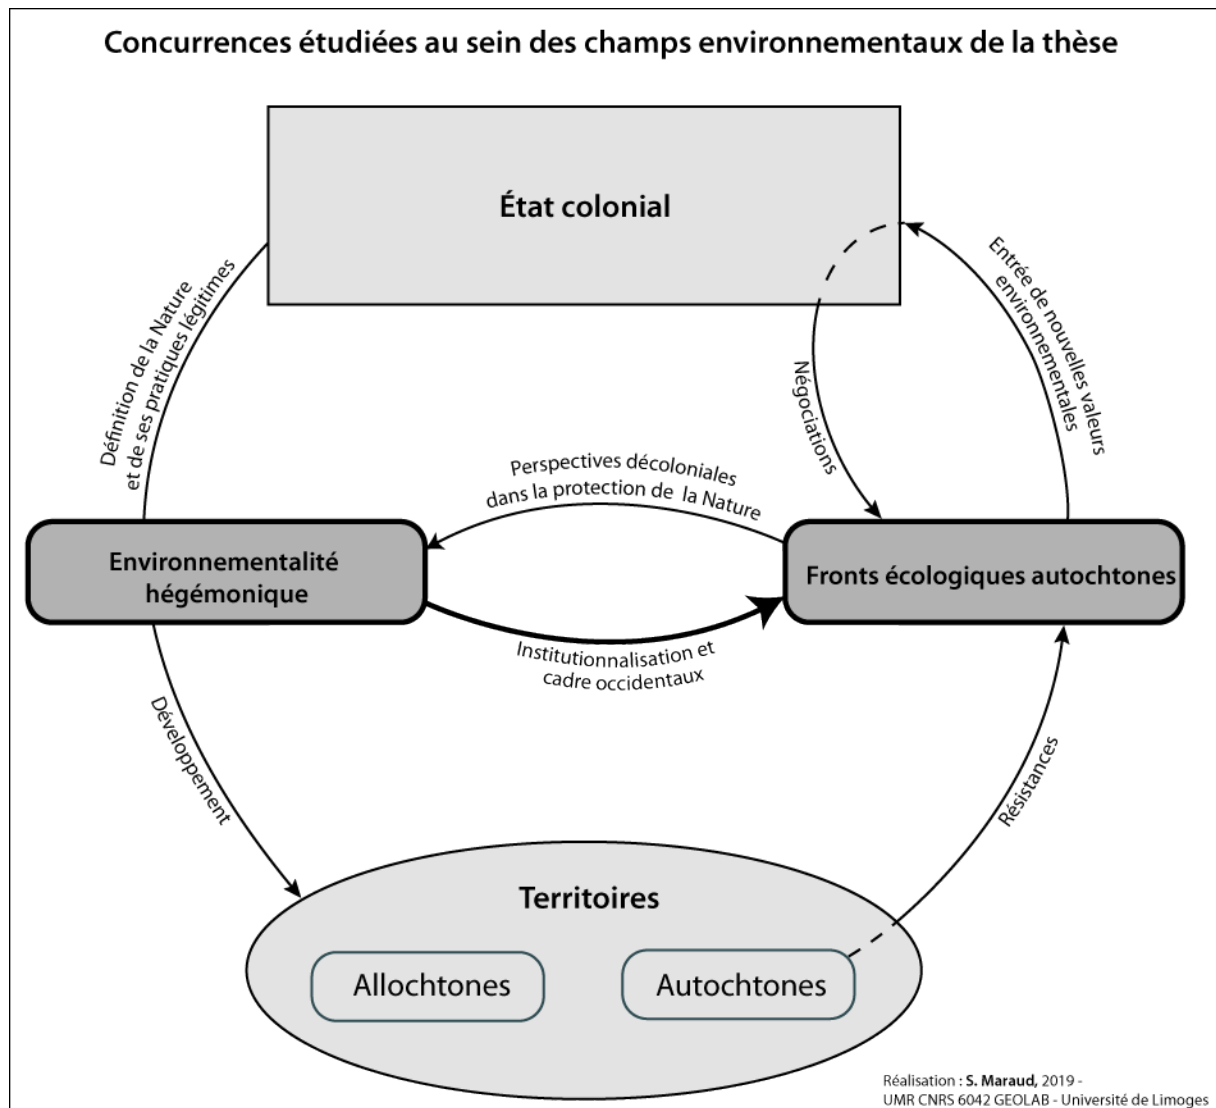 Concurrences étudiées au sein des champs environnementaux de la thèse
État colonial
Définition de la Nature
et de ses pratiques légitimes
Entrée de nouvelles valeurs
environnementales
Négociations
Perspectives décoloniales
dans la protection de la Nature
Environnementalité
hégémonique
Fronts écologiques autochtones
Institutionnalisation et
cadre occidentaux
Développement
Résistances
Territoires
Allochtones
Autochtones
Réalisation : S. Maraud, 2019 -
UMR CNRS 6042 GEOLAB - Université de Limoges